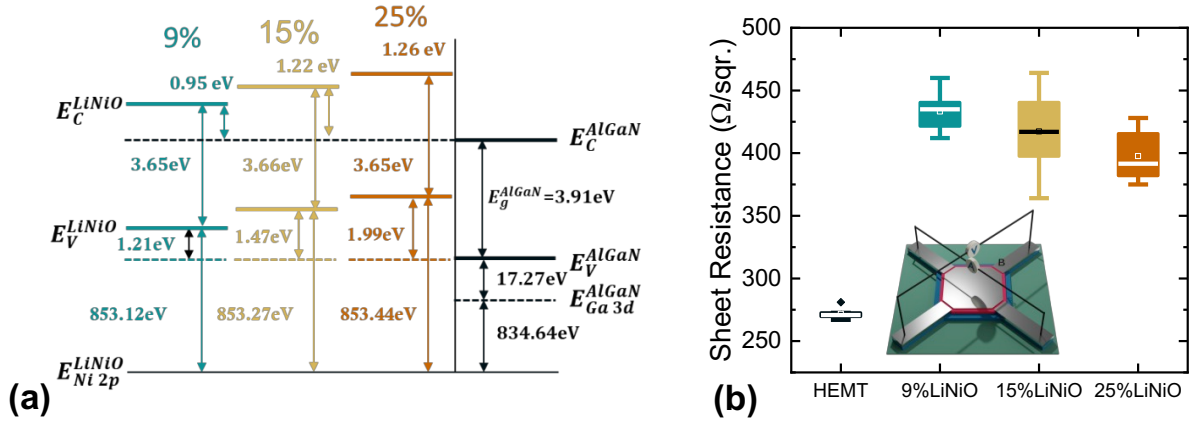 9%
15%
25%
0.95 eV
1.22 eV
1.26 eV
E_C^LiNiO
E_C^AlGaN
3.65eV
3.66eV
3.65eV
E_g^AlGaN=3.91eV
E_V^LiNiO
1.21eV
1.47eV
1.99eV
E_V^AlGaN
17.27eV
E_Ga 3d^AlGaN
853.12eV
853.27eV
853.44eV
834.64eV
E_Ni 2p^LiNiO
(a)
500
450
400
350
300
250
Sheet Resistance (Ω/sqr.)
B
HEMT
9%LiNiO
15%LiNiO
25%LiNiO
(b)